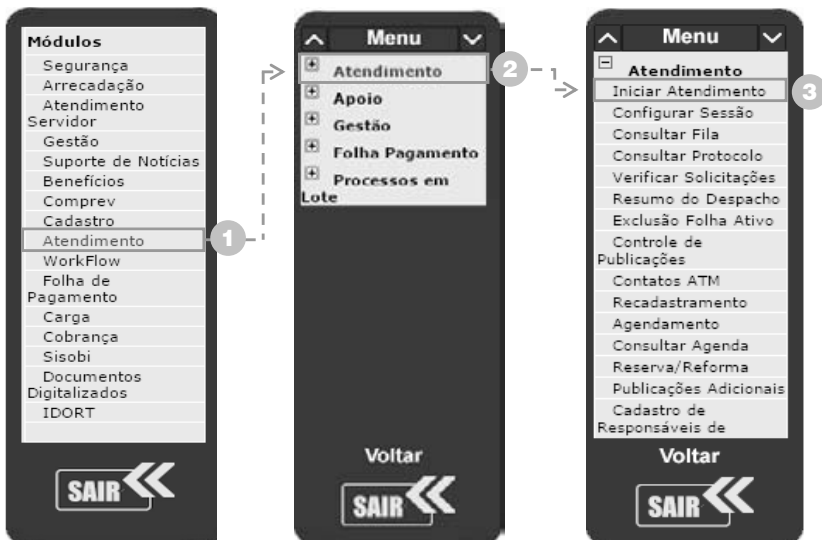 Módulos
Segurança
Arrecadação
Atendimento
Servidor
Gestão
Suporte de Notícias
Benefícios
Comprev
Cadastro
Atendimento
WorkFlow
Folha de
Pagamento
Carga
Cobrança
Sisobi
Documentos
Digitalizados
IDORT
SAIR
1
Menu
Atendimento
Apoio
Gestão
Folha Pagamento
Processos em
Lote
Voltar
SAIR
2
Menu
Atendimento
Iniciar Atendimento
Configurar Sessão
Consultar Fila
Consultar Protocolo
Verificar Solicitações
Resumo do Despacho
Exclusão Folha Ativo
Controle de
Publicações
Contatos ATM
Recadastramento
Agendamento
Consultar Agenda
Reserva/Reforma
Publicações Adicionais
Cadastro de
Responsáveis de
Voltar
SAIR
3